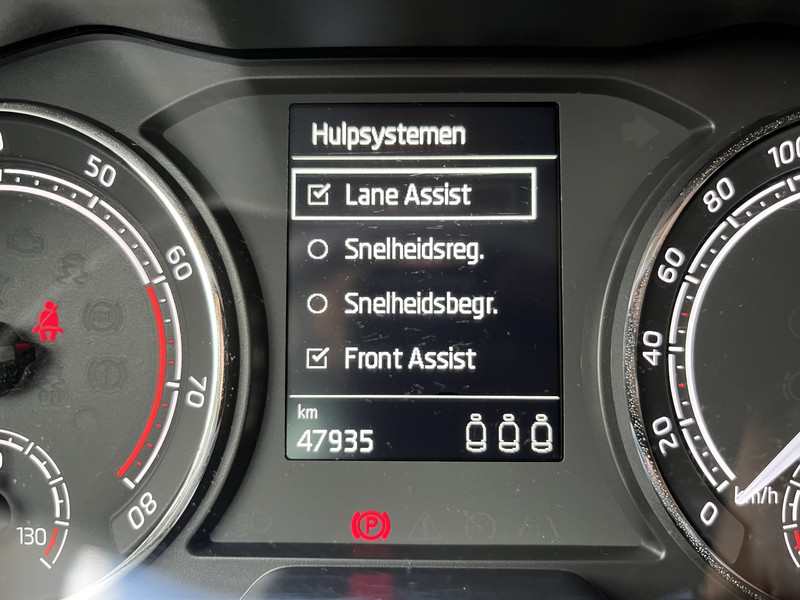 Hulpsystemen
Lane Assist
Snelheidsreg.
Snelheidsbegr.
Front Assist
km
47935
50
60
70
80
130
P
100
80
60
40
20
0
km/h